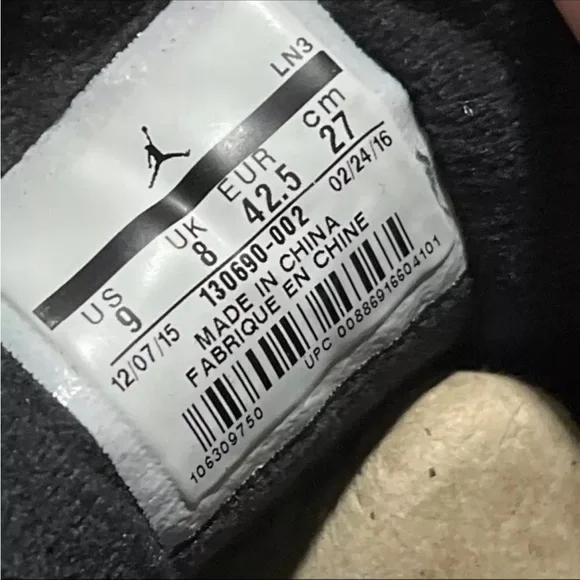 LN3
US UK EUR cm
9 8 42.5 27
12/07/15 130690-002 02/24/16
MADE IN CHINA
FABRIQUE EN CHINE
UPC 00886916604101
106309750